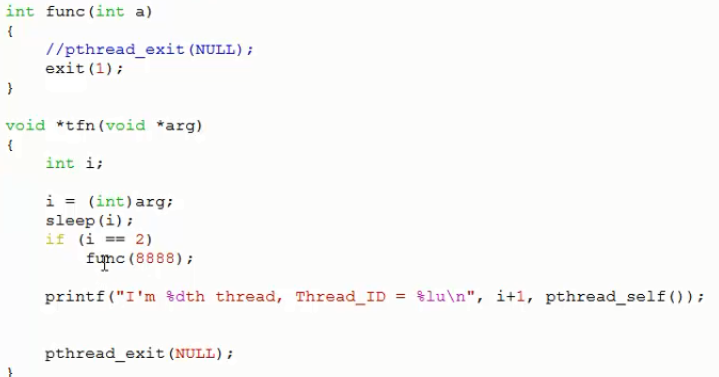 int func(int a)
{
    //pthread_exit(NULL);
    exit(1);
}
void *tfn(void *arg)
{
    int i;
    i = (int)arg;
    sleep(i);
    if (i == 2)
        func(8888);
    printf("I'm %dth thread, Thread_ID = %lu\n", i+1, pthread_self());
    pthread_exit(NULL);
}